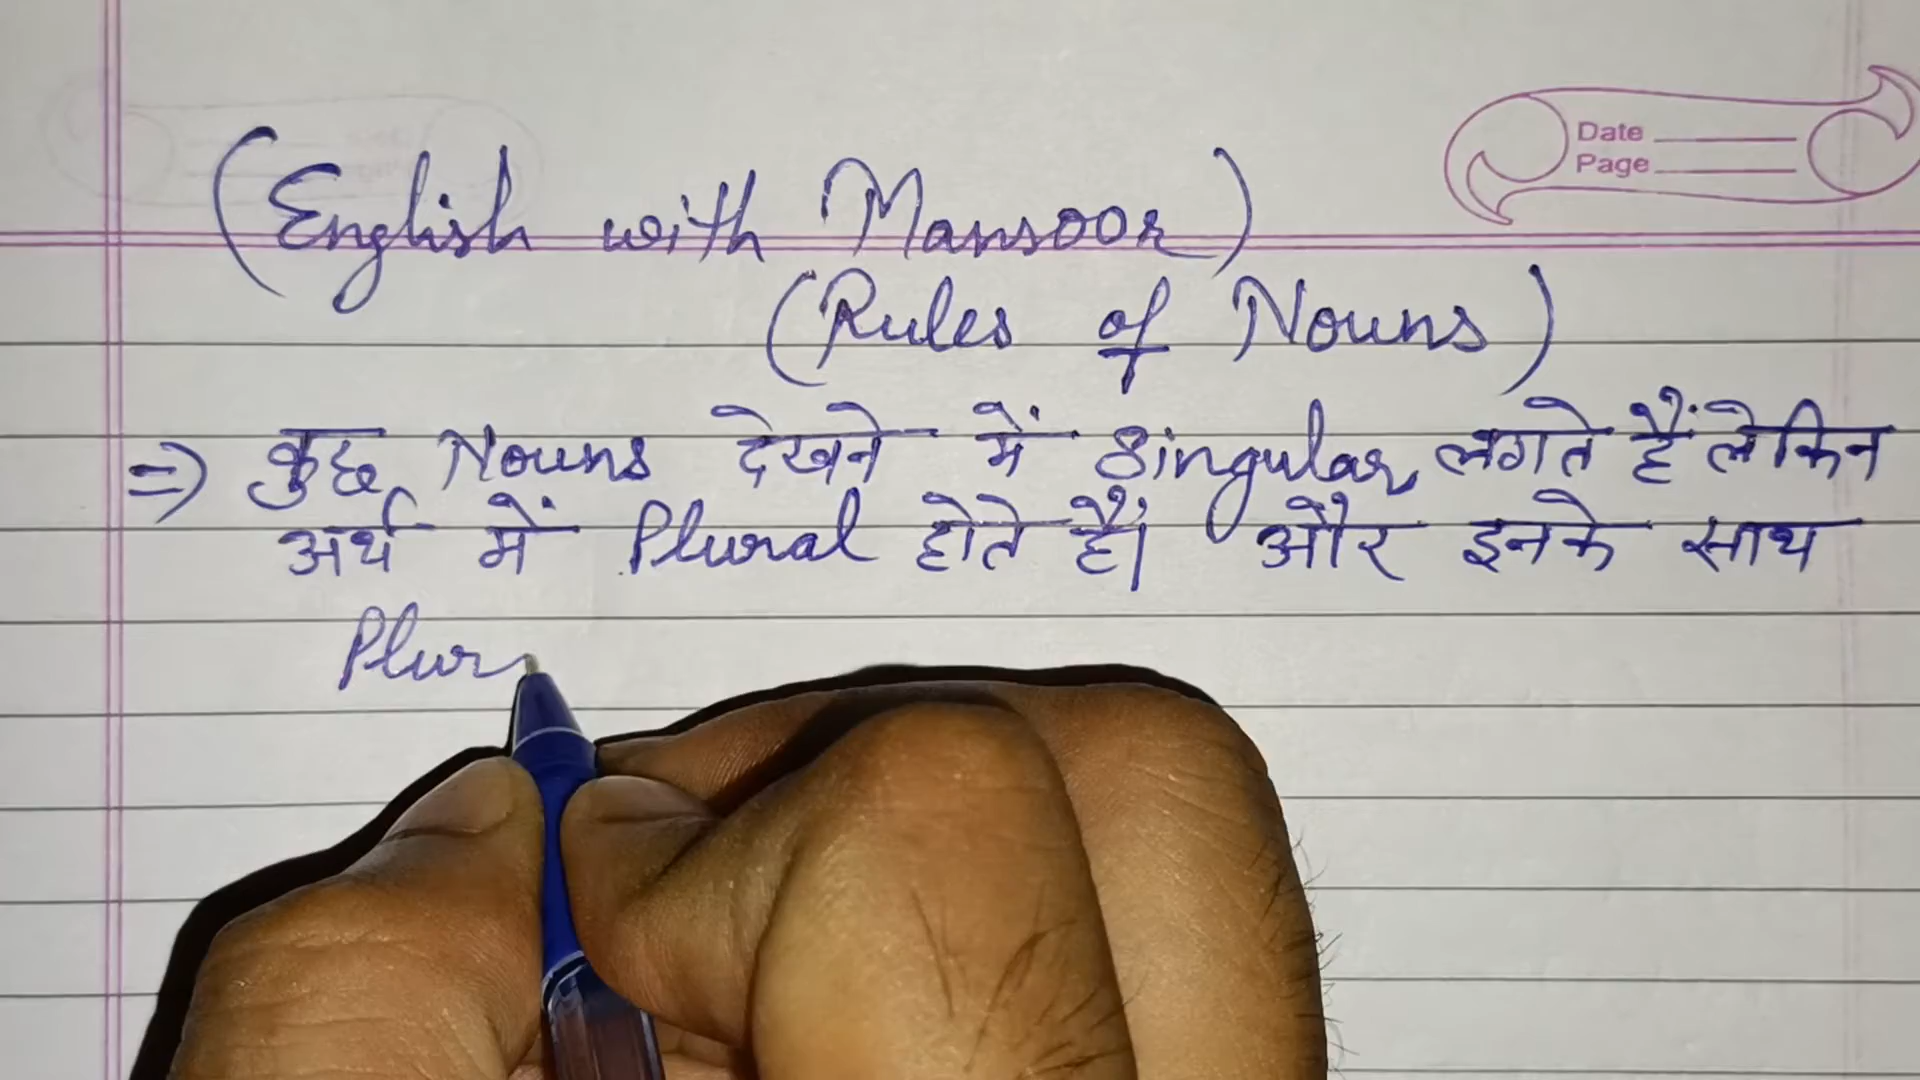 Date
Page
(English with Mansoor)
(Rules of Nouns)
=> कुछ Nouns देखने में Singular लगते हैं लेकिन
अर्थ में Plural होते हैं। और इनके साथ
Plur